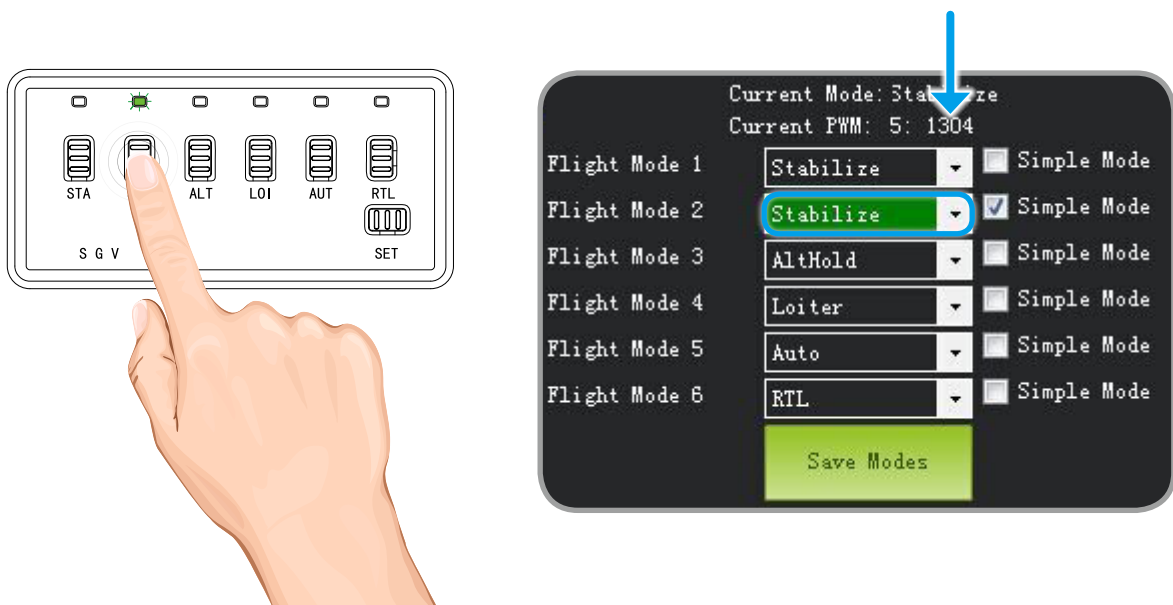 STA ALT LOI AUT RTL
S G V SET
Current Mode: Stabilize
Current PWM: 5: 1304
Flight Mode 1 Stabilize Simple Mode
Flight Mode 2 Stabilize Simple Mode
Flight Mode 3 AltHold Simple Mode
Flight Mode 4 Loiter Simple Mode
Flight Mode 5 Auto Simple Mode
Flight Mode 6 RTL Simple Mode
Save Modes